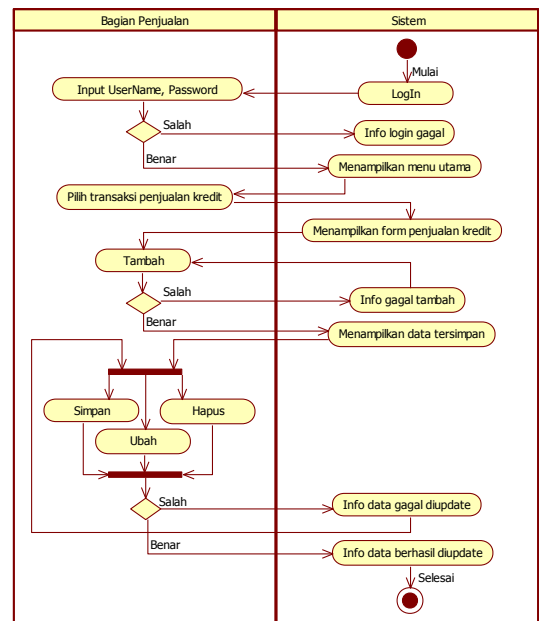 Bagian Penjualan
Sistem
Mulai
LogIn
Input UserName, Password
Salah
Info login gagal
Benar
Menampilkan menu utama
Pilih transaksi penjualan kredit
Menampilkan form penjualan kredit
Tambah
Salah
Info gagal tambah
Benar
Menampilkan data tersimpan
Simpan
Hapus
Ubah
Salah
Info data gagal diupdate
Benar
Info data berhasil diupdate
Selesai